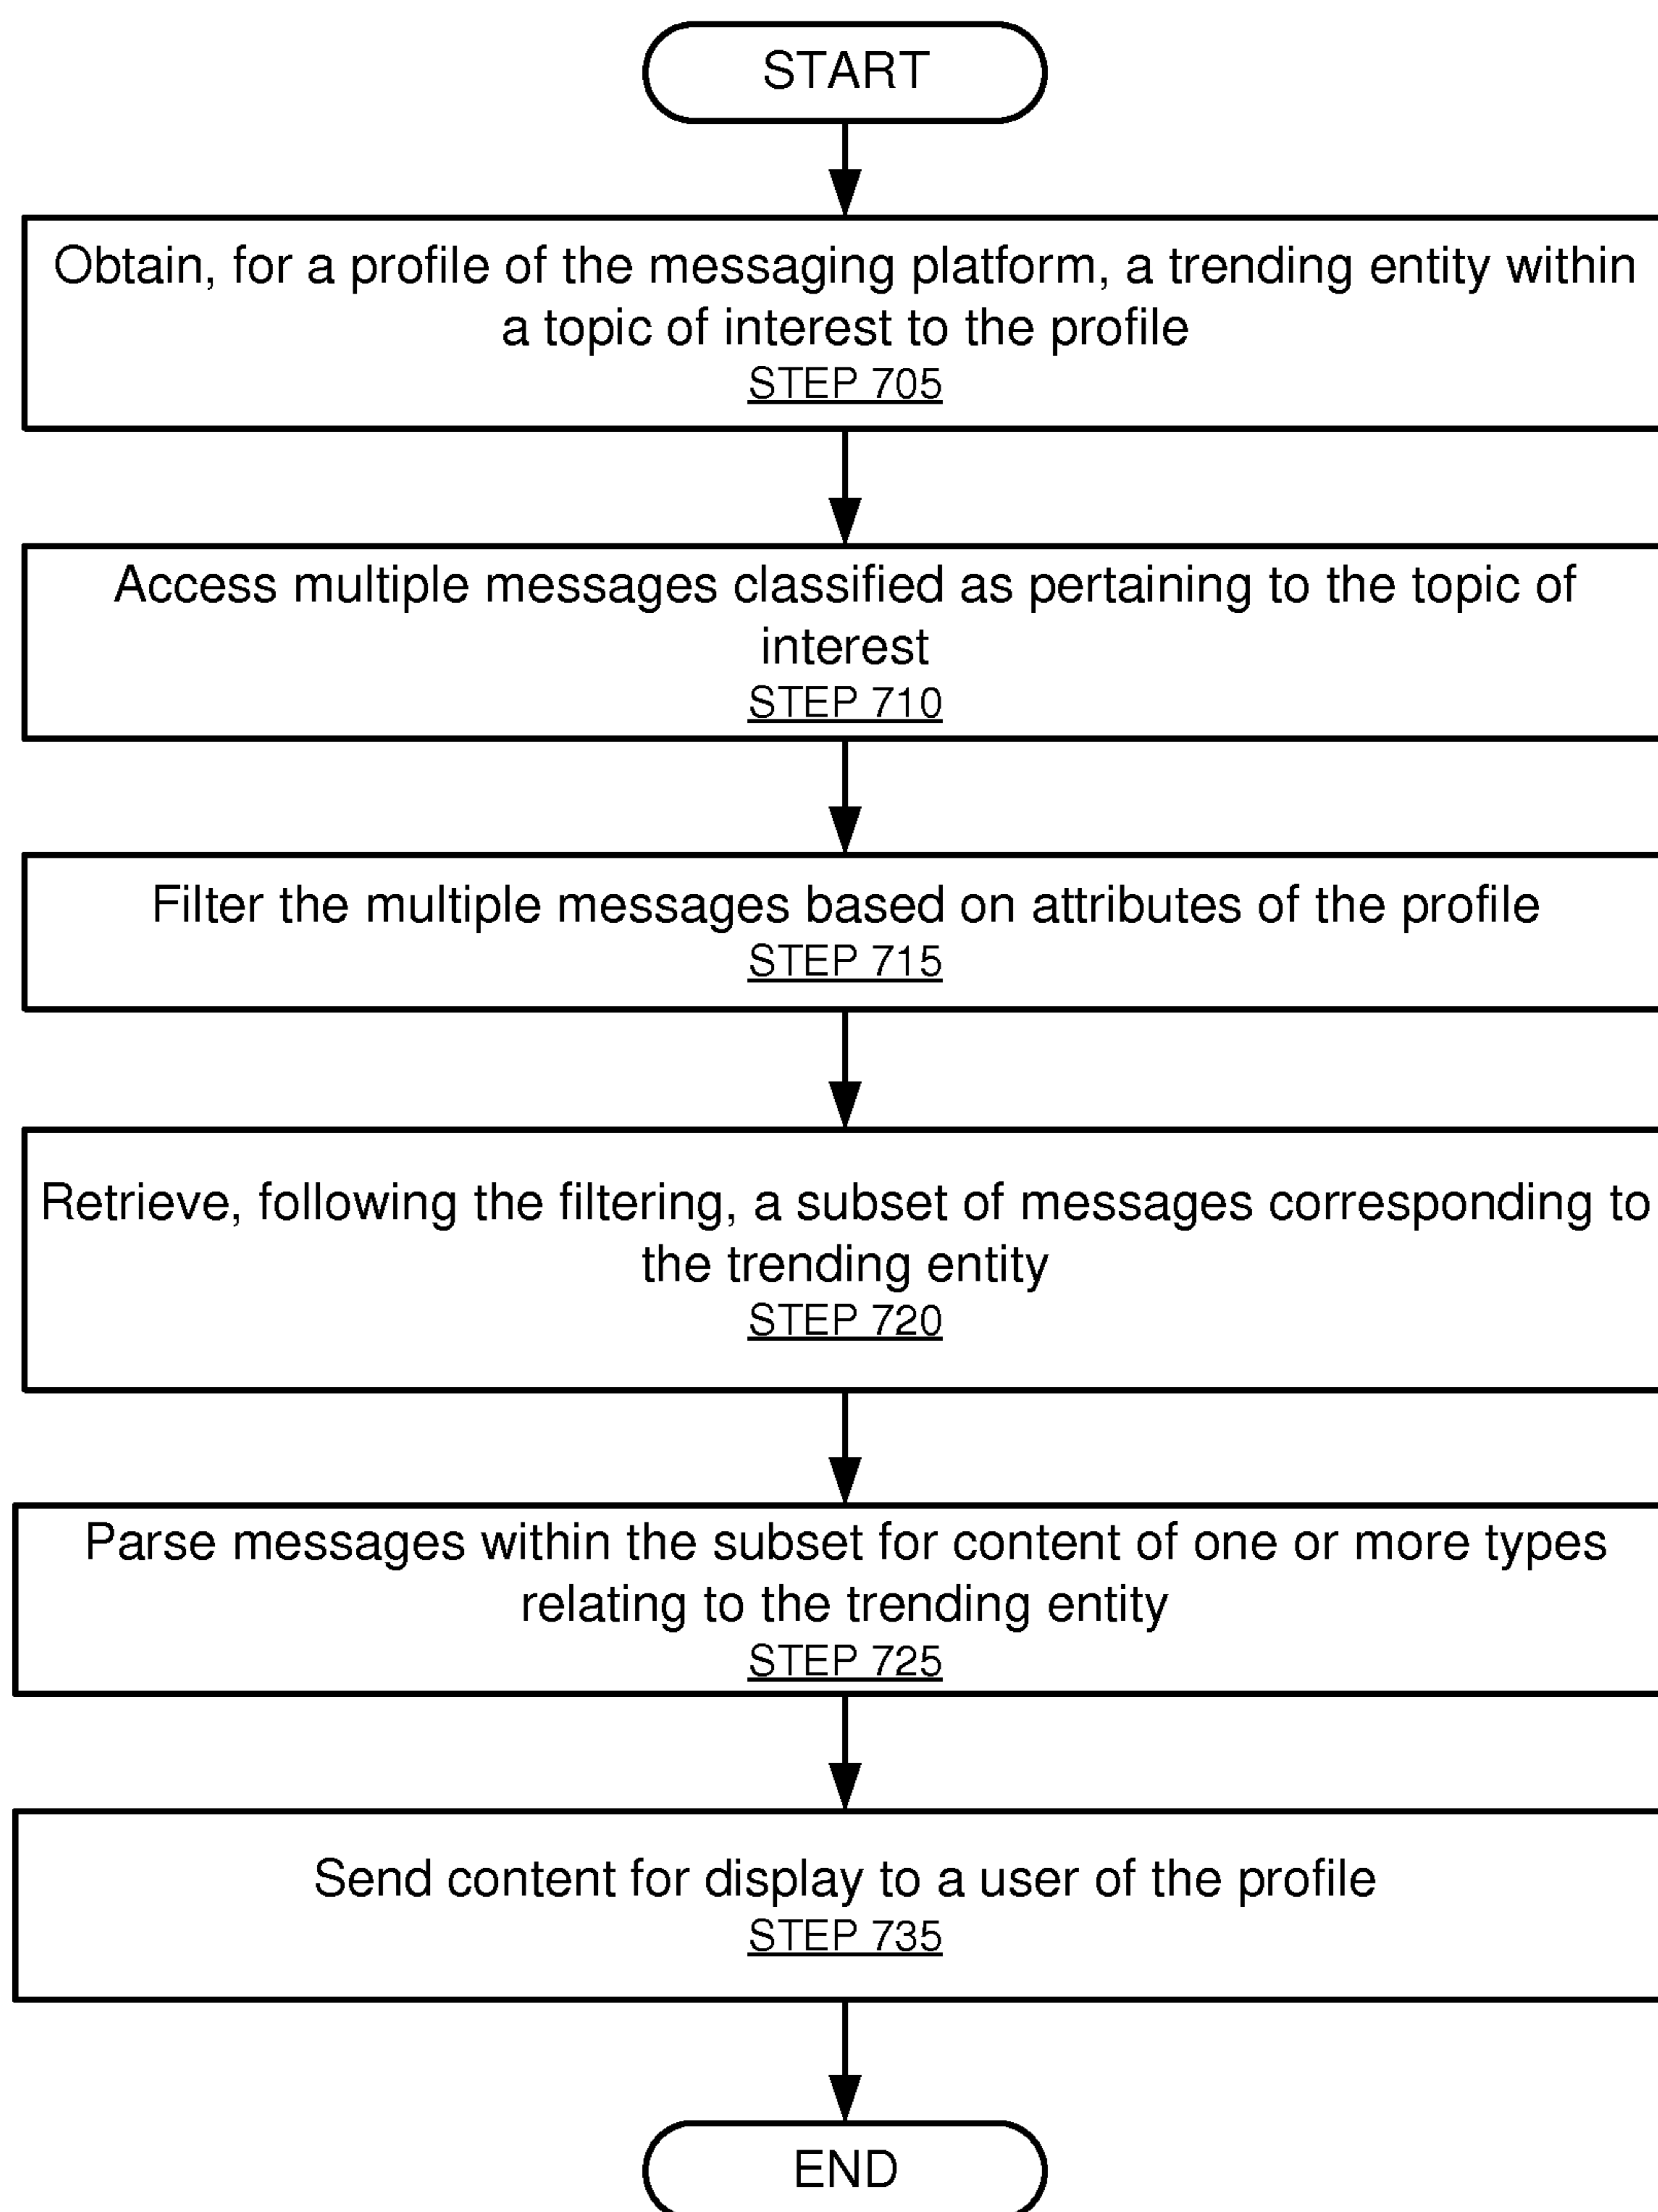 START
Obtain, for a profile of the messaging platform, a trending entity within
a topic of interest to the profile
STEP 705
Access multiple messages classified as pertaining to the topic of
interest
STEP 710
Filter the multiple messages based on attributes of the profile
STEP 715
Retrieve, following the filtering, a subset of messages corresponding to
the trending entity
STEP 720
Parse messages within the subset for content of one or more types
relating to the trending entity
STEP 725
Send content for display to a user of the profile
STEP 735
END